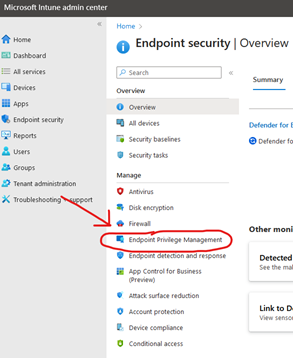 Microsoft Intune admin center
Home
Dashboard
All services
Devices
Apps
Endpoint security
Reports
Users
Groups
Tenant administration
Troubleshooting + support
Home >
Endpoint security | Overview
Search
Overview
Overview
All devices
Security baselines
Security tasks
Manage
Antivirus
Disk encryption
Firewall
Endpoint Privilege Management
Endpoint detection and response
App Control for Business
(Preview)
Attack surface reduction
Account protection
Device compliance
Conditional access
Summary
Defender for
Defender fo
Other moni
Detected
See the mal
Link to De
View sensor